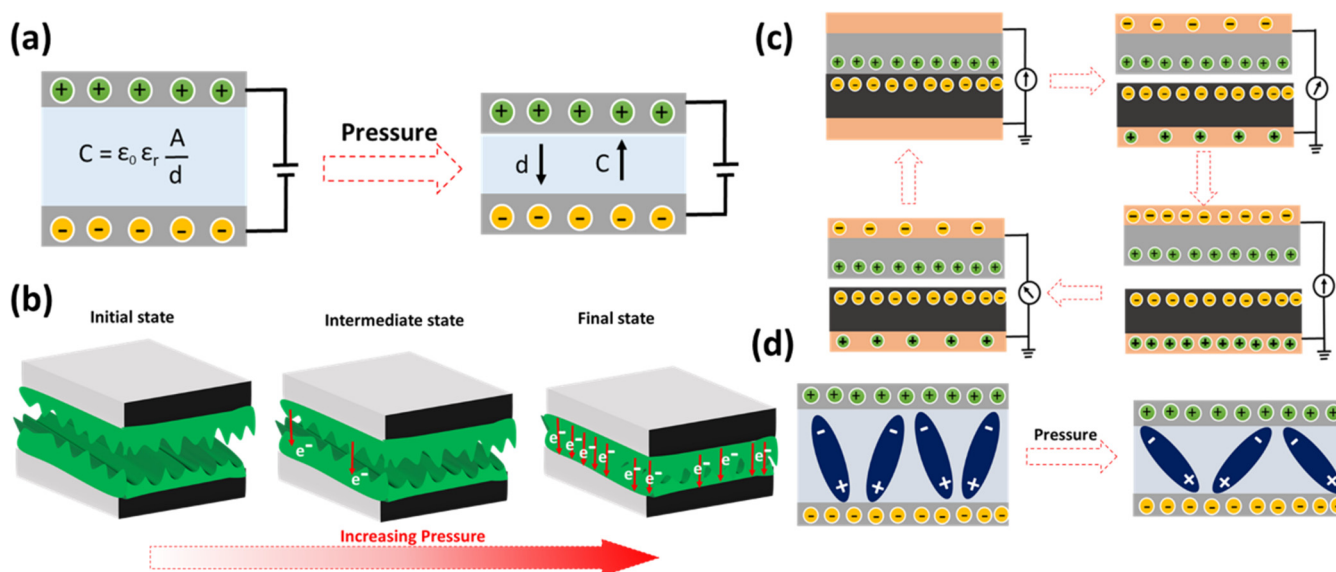 (a)
C = ε₀ εᵣ A/d
Pressure
d
C
(b)
Initial state
Intermediate state
Final state
e⁻
e⁻
e⁻
e⁻
e⁻
e⁻
e⁻
e⁻
e⁻
e⁻
e⁻
Increasing Pressure
(c)
(d)
Pressure